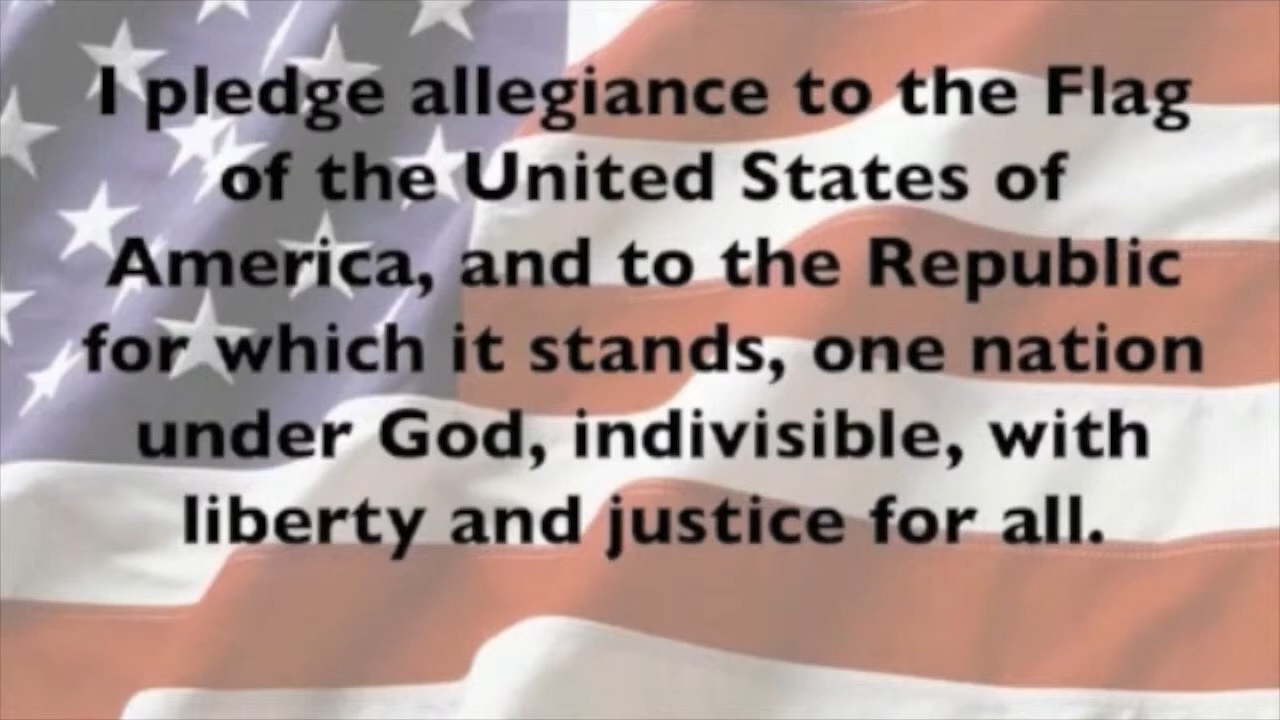 I pledge allegiance to the Flag
of the United States of
America, and to the Republic
for which it stands, one nation
under God, indivisible, with
liberty and justice for all.